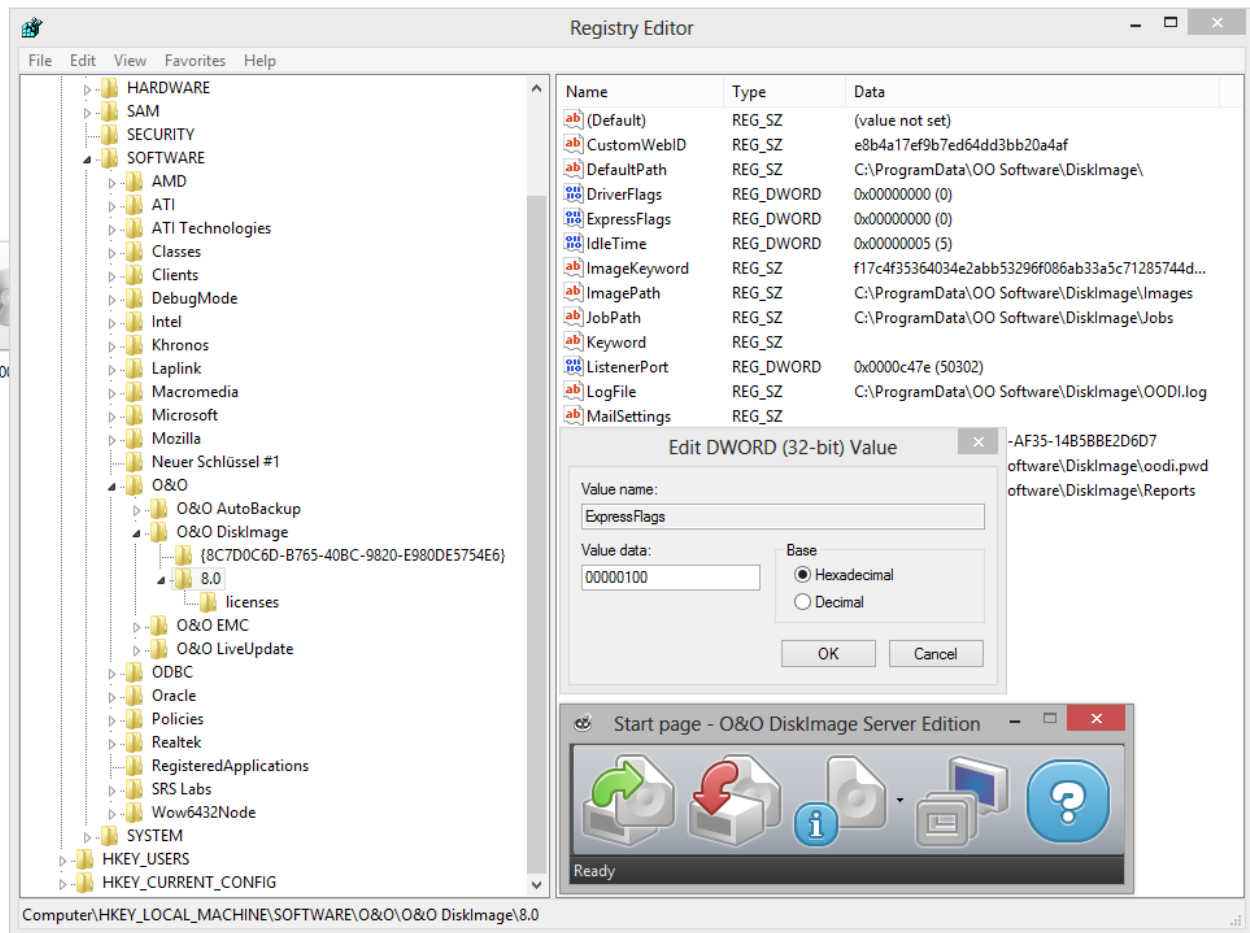 Registry Editor
File Edit View Favorites Help
HARDWARE
SAM
SECURITY
SOFTWARE
AMD
ATI
ATI Technologies
Classes
Clients
DebugMode
Intel
Khronos
Laplink
Macromedia
Microsoft
Mozilla
Neuer Schlüssel #1
O&O
O&O AutoBackup
O&O DiskImage
{8C7D0C6D-B765-40BC-9820-E980DE5754E6}
8.0
licenses
O&O EMC
O&O LiveUpdate
ODBC
Oracle
Policies
Realtek
RegisteredApplications
SRS Labs
Wow6432Node
SYSTEM
HKEY_USERS
HKEY_CURRENT_CONFIG
Name Type Data
(Default) REG_SZ (value not set)
CustomWebID REG_SZ e8b4a17ef9b7ed64dd3bb20a4af
DefaultPath REG_SZ C:\ProgramData\OO Software\DiskImage\
DriverFlags REG_DWORD 0x00000000 (0)
ExpressFlags REG_DWORD 0x00000000 (0)
IdleTime REG_DWORD 0x00000005 (5)
ImageKeyword REG_SZ f17c4f35364034e2abb53296f086ab33a5c71285744d...
ImagePath REG_SZ C:\ProgramData\OO Software\DiskImage\Images
JobPath REG_SZ C:\ProgramData\OO Software\DiskImage\Jobs
Keyword REG_SZ
ListenerPort REG_DWORD 0x0000c47e (50302)
LogFile REG_SZ C:\ProgramData\OO Software\DiskImage\OODI.log
MailSettings REG_SZ
-AF35-14B5BBE2D6D7
oftware\DiskImage\oodi.pwd
oftware\DiskImage\Reports
Edit DWORD (32-bit) Value
Value name:
ExpressFlags
Value data:
00000100
Base
Hexadecimal
Decimal
OK Cancel
Start page - O&O DiskImage Server Edition
Ready
Computer\HKEY_LOCAL_MACHINE\SOFTWARE\O&O\O&O DiskImage\8.0